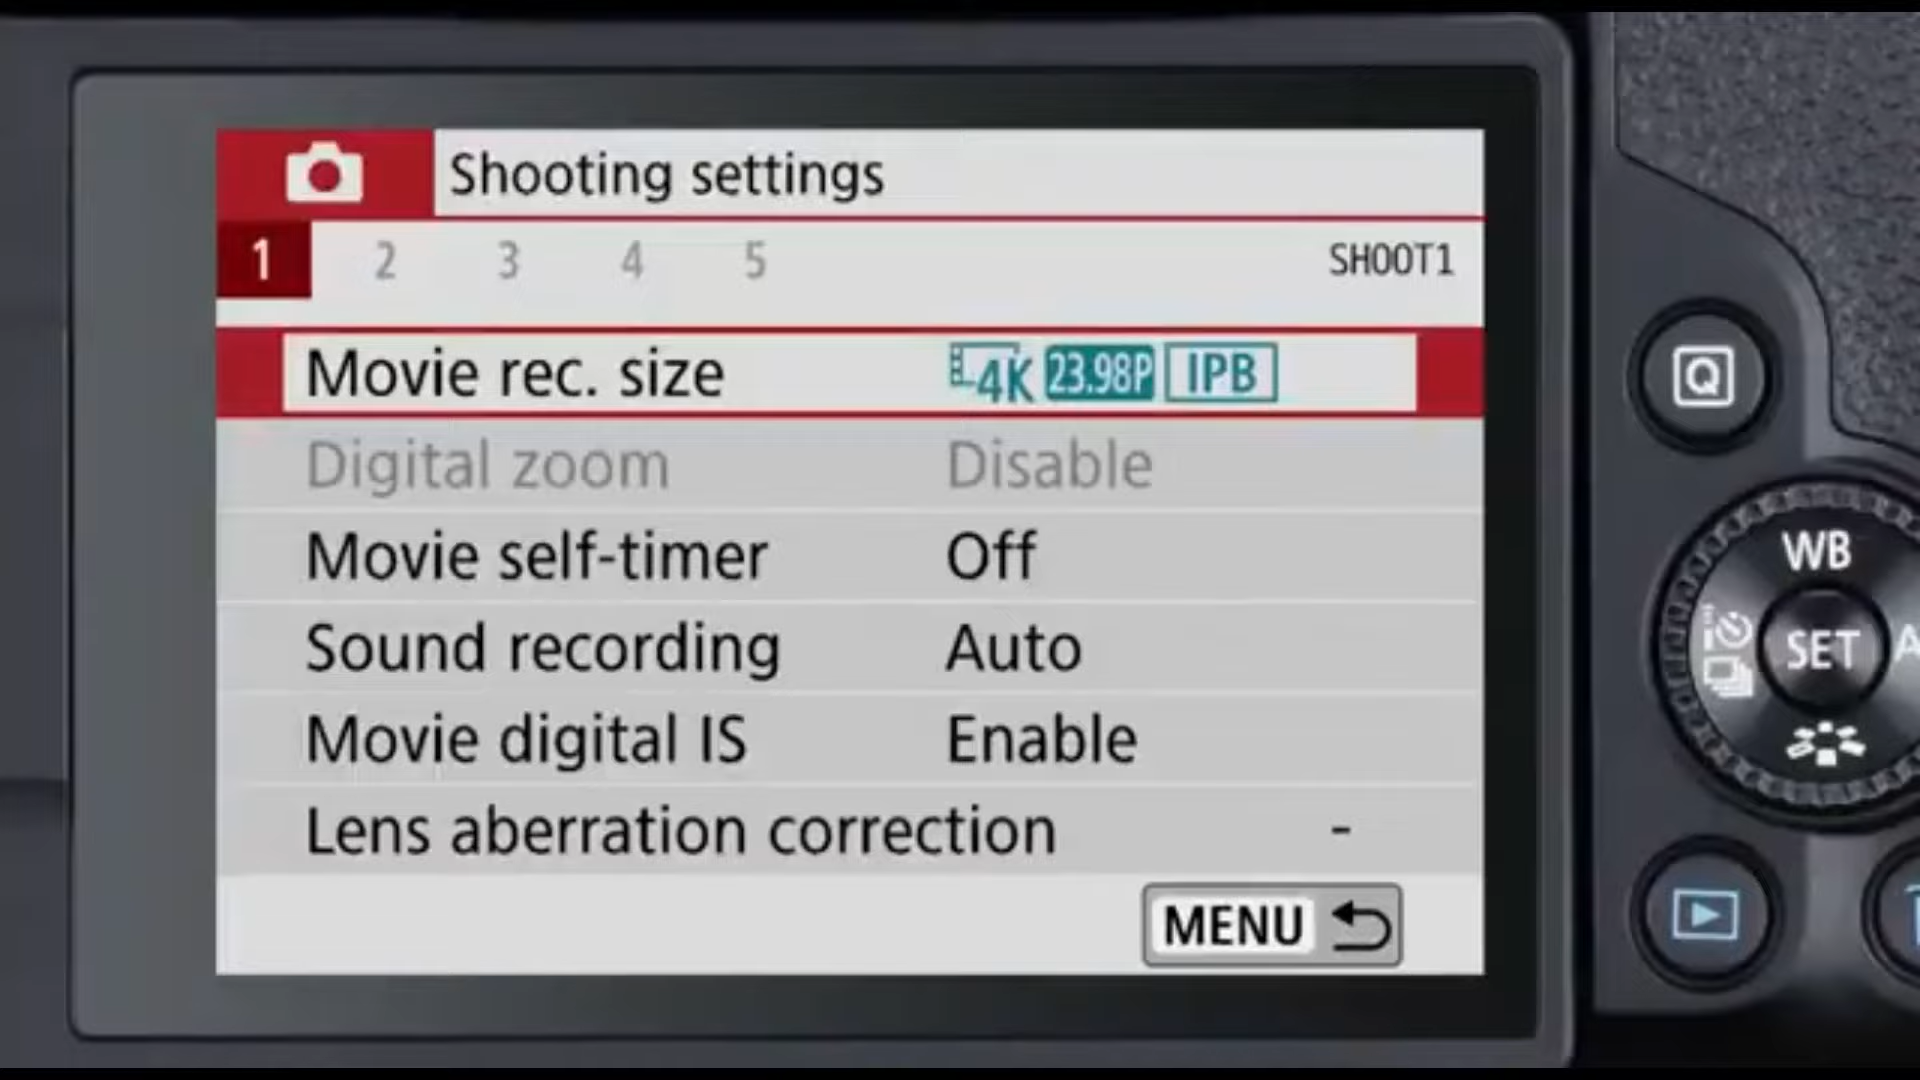 Shooting settings
1 2 3 4 5 SHOOT1
Movie rec. size 4K 23.98P IPB
Digital zoom Disable
Movie self-timer Off
Sound recording Auto
Movie digital IS Enable
Lens aberration correction -
MENU
Q
WB
SET
A